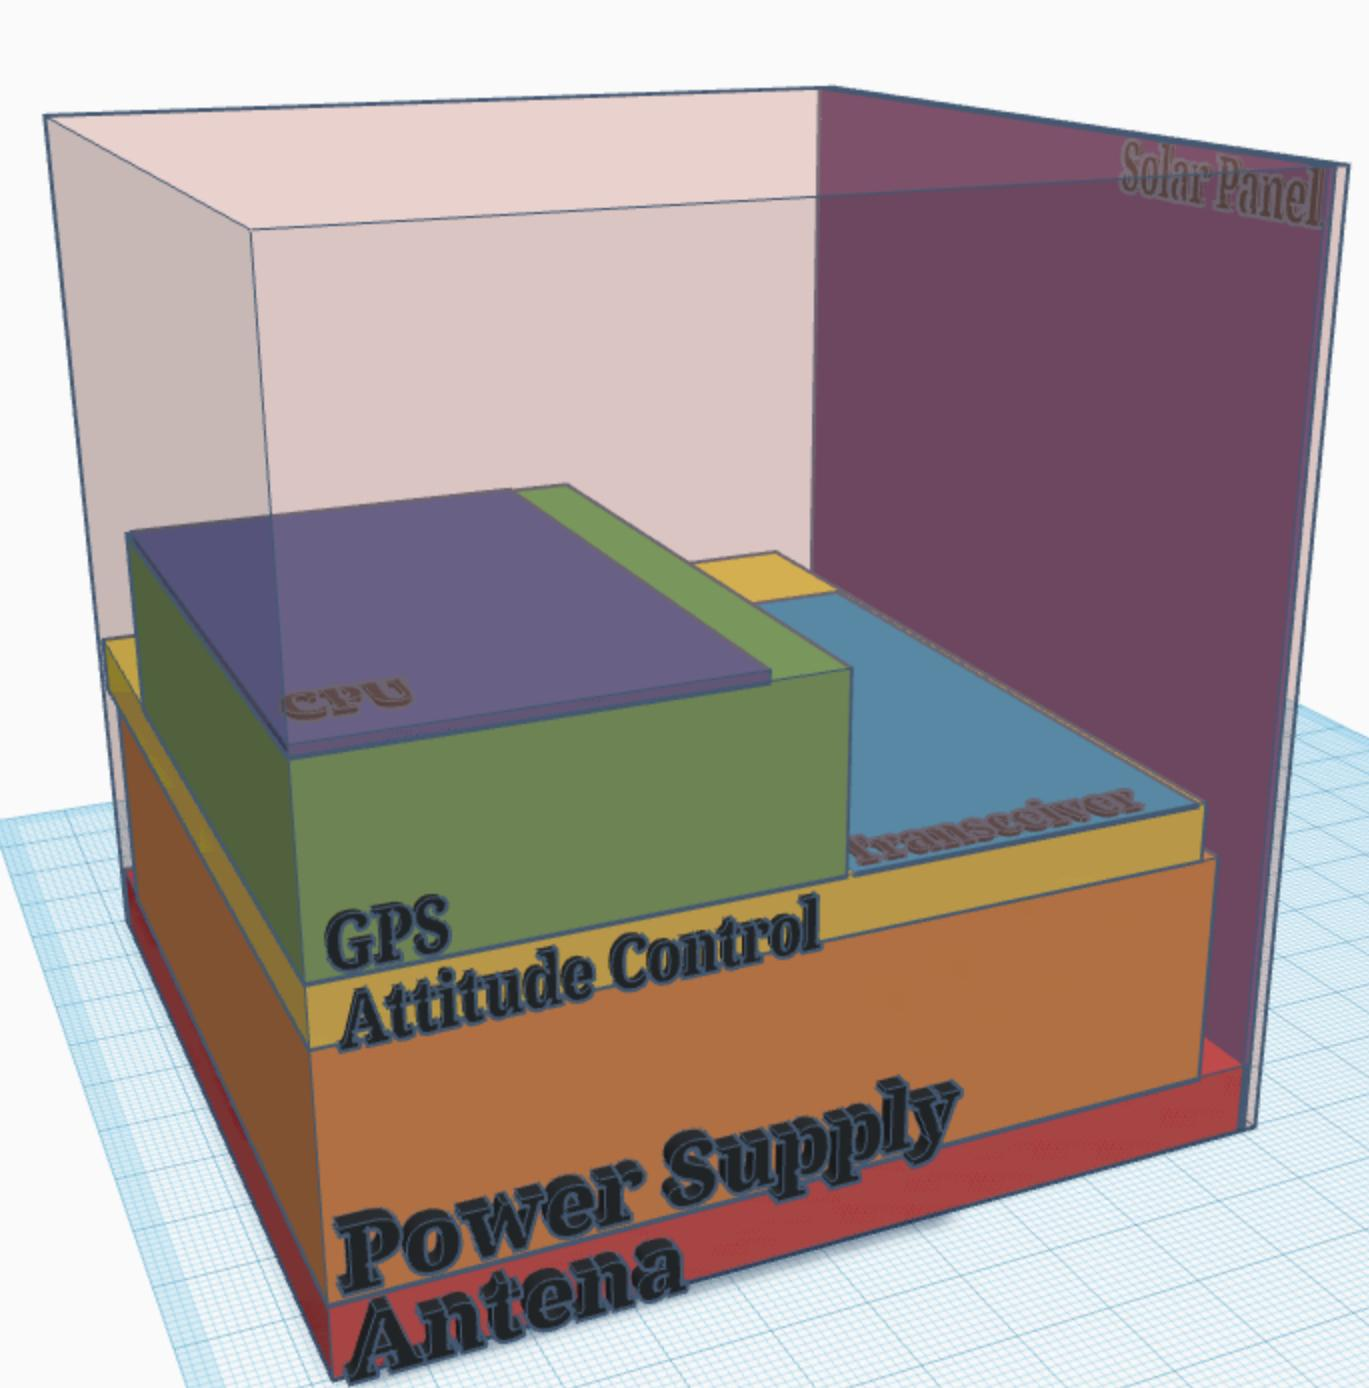 Solar Panel
CPU
Transceiver
GPS
Attitude Control
Power Supply
Antena